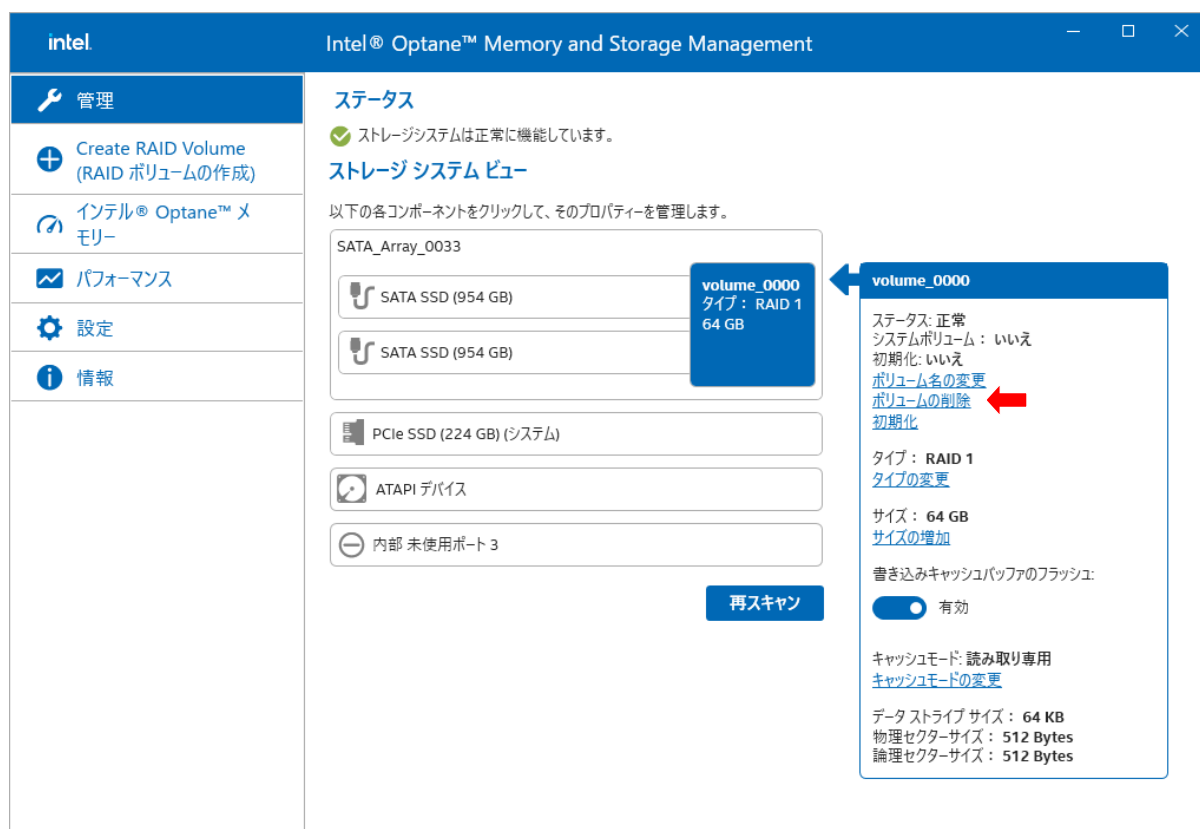 intel.
Intel® Optane™ Memory and Storage Management
管理
Create RAID Volume
(RAID ボリュームの作成)
インテル® Optane™ メ
モリー
パフォーマンス
設定
情報
ステータス
ストレージシステムは正常に機能しています。
ストレージ システム ビュー
以下の各コンポーネントをクリックして、そのプロパティーを管理します。
SATA_Array_0033
SATA SSD (954 GB)
SATA SSD (954 GB)
volume_0000
タイプ： RAID 1
64 GB
PCIe SSD (224 GB) (システム)
ATAPI デバイス
内部 未使用ポート 3
再スキャン
volume_0000
ステータス: 正常
システムボリューム： いいえ
初期化: いいえ
ボリューム名の変更
ボリュームの削除
初期化
タイプ： RAID 1
タイプの変更
サイズ： 64 GB
サイズの増加
書き込みキャッシュバッファのフラッシュ:
有効
キャッシュモード: 読み取り専用
キャッシュモードの変更
データ ストライプ サイズ： 64 KB
物理セクターサイズ： 512 Bytes
論理セクターサイズ： 512 Bytes